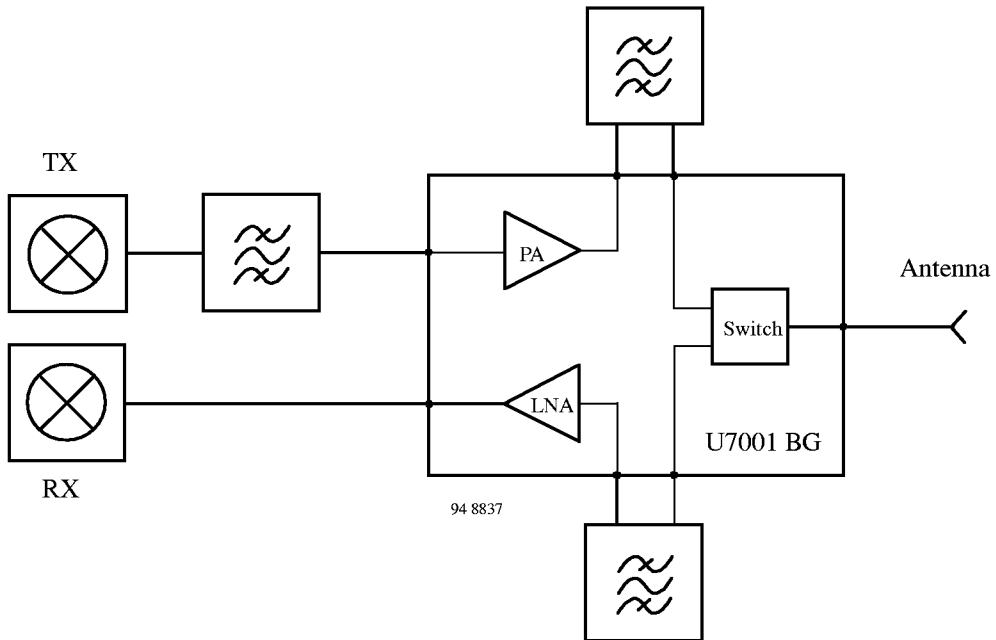 TX
PA
Antenna
Switch
LNA
U7001 BG
RX
94 8837